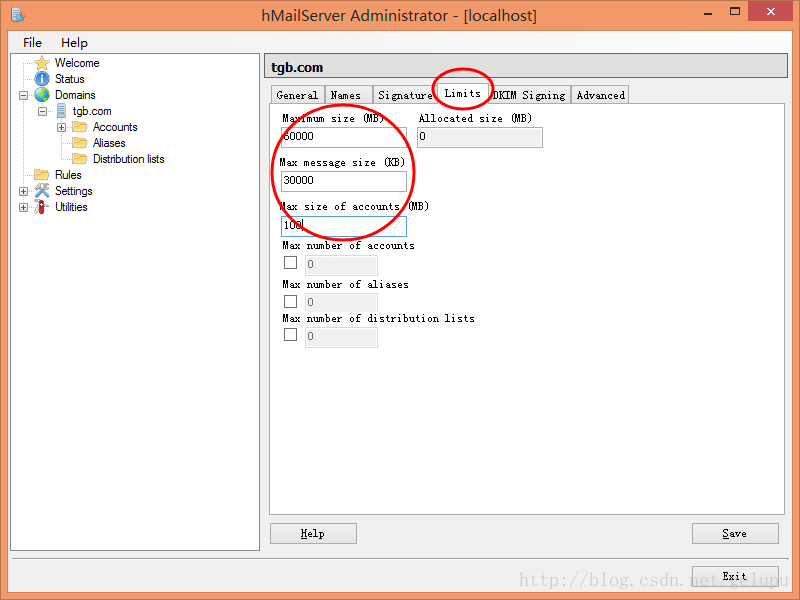 hMailServer Administrator - [localhost]
File Help
Welcome
Status
Domains
tgb.com
Accounts
Aliases
Distribution lists
Rules
Settings
Utilities
tgb.com
General Names Signature Limits DKIM Signing Advanced
Maximum size (MB) Allocated size (MB)
60000 0
Max message size (KB)
30000
Max size of accounts (MB)
100
Max number of accounts
0
Max number of aliases
0
Max number of distribution lists
0
Help Save
Exit
http://blog.csdn.net/gelupu